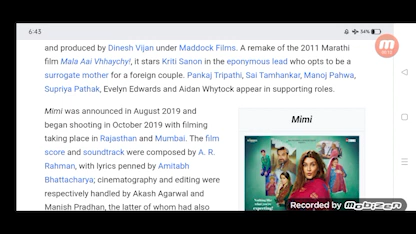 6:43
54%
and produced by Dinesh Vijan under Maddock Films. A remake of the 2011 Marathi
film Mala Aai Vhhaychy!, it stars Kriti Sanon in the eponymous lead who opts to be a
surrogate mother for a foreign couple. Pankaj Tripathi, Sai Tamhankar, Manoj Pahwa,
Supriya Pathak, Evelyn Edwards and Aidan Whytock appear in supporting roles.
Mimi was announced in August 2019 and
began shooting in October 2019 with filming
taking place in Rajasthan and Mumbai. The film
score and soundtrack were composed by A. R.
Rahman, with lyrics penned by Amitabh
Bhattacharya; cinematography and editing were
respectively handled by Akash Agarwal and
Manish Pradhan, the latter of whom had also
Mimi
Recorded by
MOBIZEN